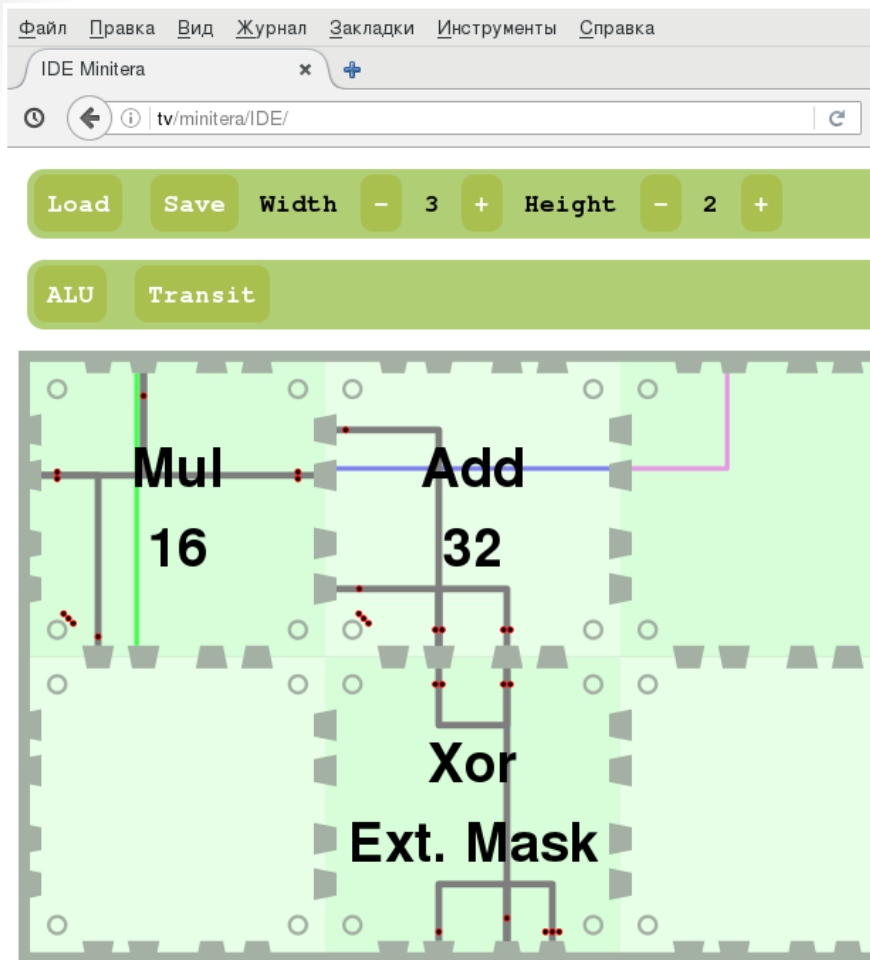 Файл Правка Вид Журнал Закладки Инструменты Справка
IDE Minitera
tv/minitera/IDE/
Load Save Width - 3 + Height - 2 +
ALU Transit
Mul Add
16 32
Xor
Ext. Mask